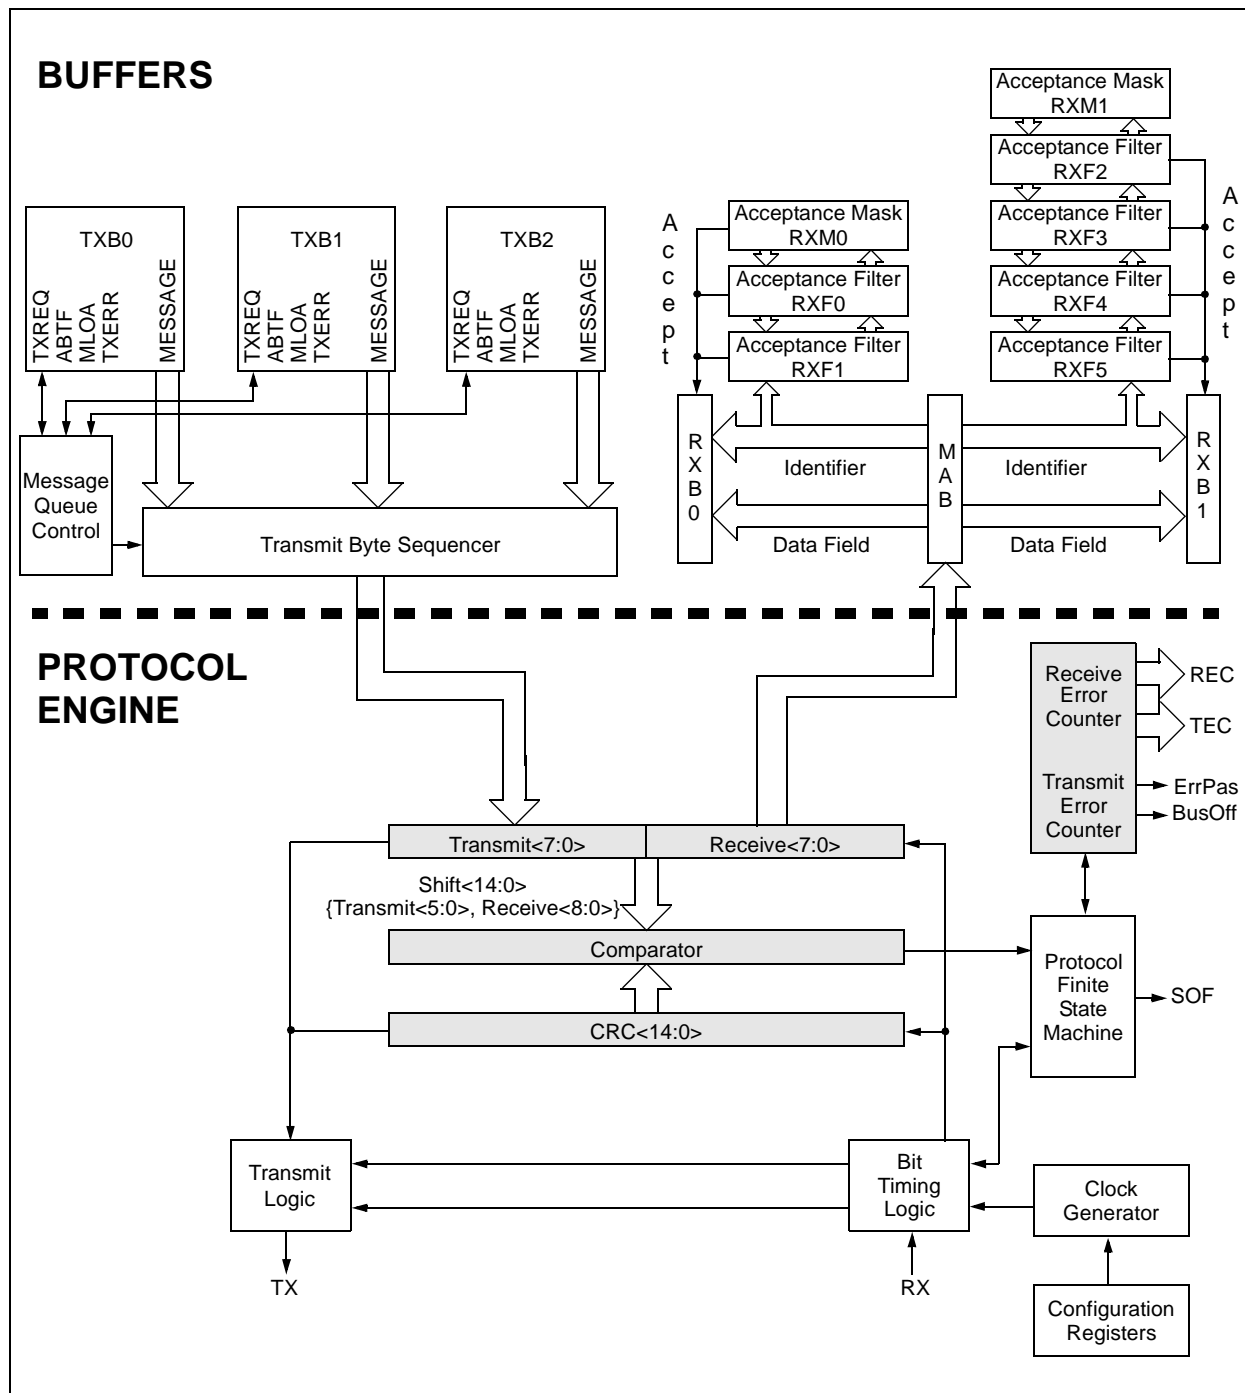 BUFFERS
Acceptance Mask
RXM1
Acceptance Filter
RXF2
Acceptance Filter
RXF3
Acceptance Filter
RXF4
Acceptance Filter
RXF5
Accept
Accept
Acceptance Mask
RXM0
Acceptance Filter
RXF0
Acceptance Filter
RXF1
TXB0
TXREQ
ABTF
MLOA
TXERR
MESSAGE
TXB1
TXREQ
ABTF
MLOA
TXERR
MESSAGE
TXB2
TXREQ
ABTF
MLOA
TXERR
MESSAGE
Message
Queue
Control
Transmit Byte Sequencer
RXB0
Identifier
Data Field
MAB
Identifier
Data Field
RXB1
PROTOCOL
ENGINE
Receive
Error
Counter
Transmit
Error
Counter
REC
TEC
ErrPas
BusOff
Transmit<7:0>
Receive<7:0>
Shift<14:0>
{Transmit<5:0>, Receive<8:0>}
Comparator
CRC<14:0>
Protocol
Finite
State
Machine
SOF
Transmit
Logic
Bit
Timing
Logic
Clock
Generator
TX
RX
Configuration
Registers